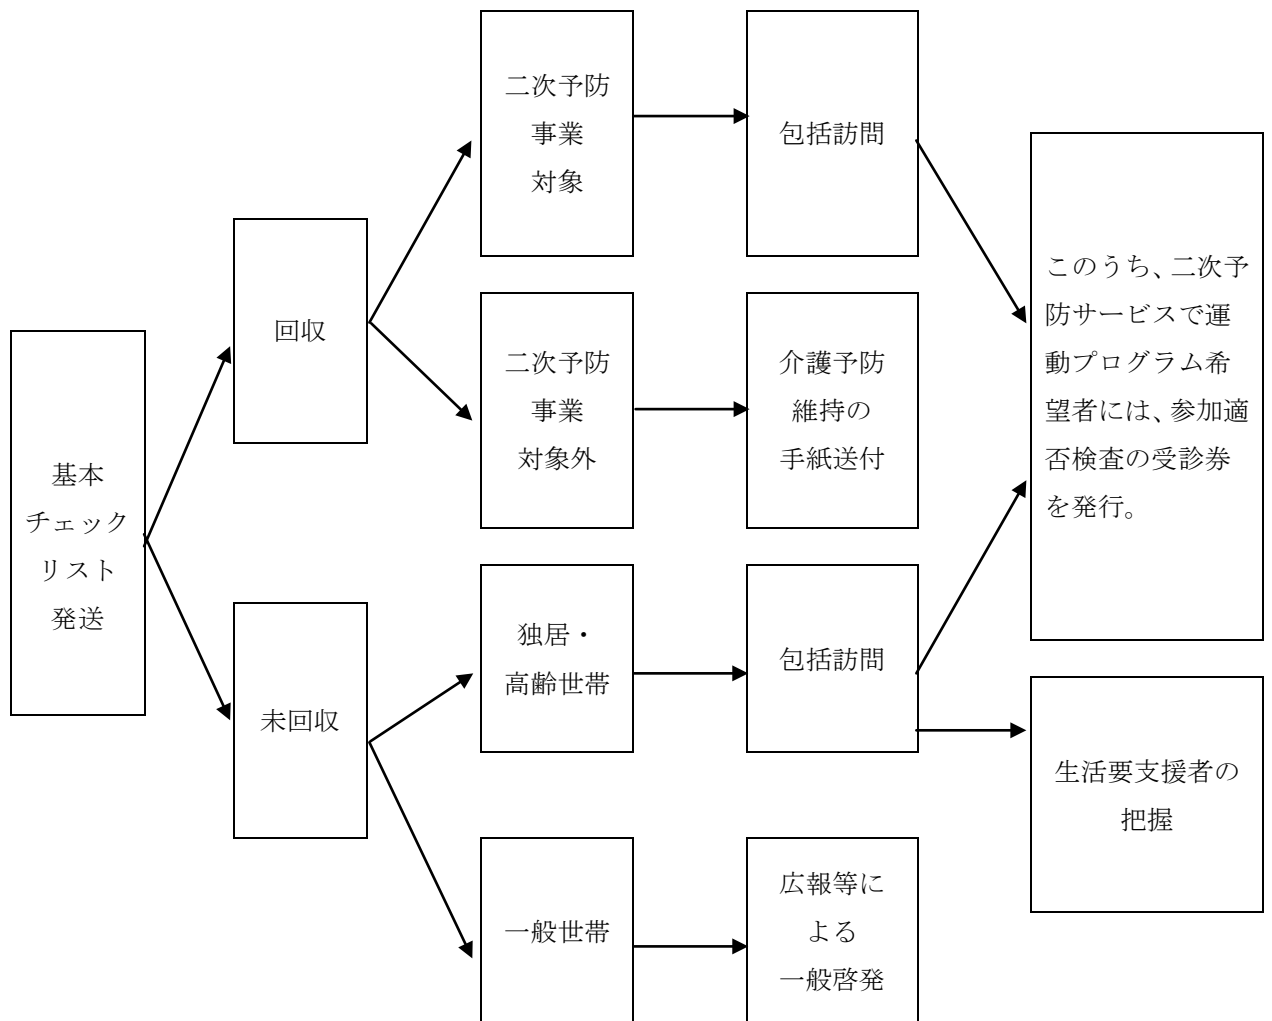 基本
チェック
リスト
発送
回収
未回収
二次予防
事業
対象
二次予防
事業
対象外
独居・
高齢世帯
一般世帯
包括訪問
介護予防
維持の
手紙送付
包括訪問
広報等に
よる
一般啓発
このうち、二次予
防サービスで運
動プログラム希
望者には、参加適
否検査の受診券
を発行。
生活要支援者の
把握